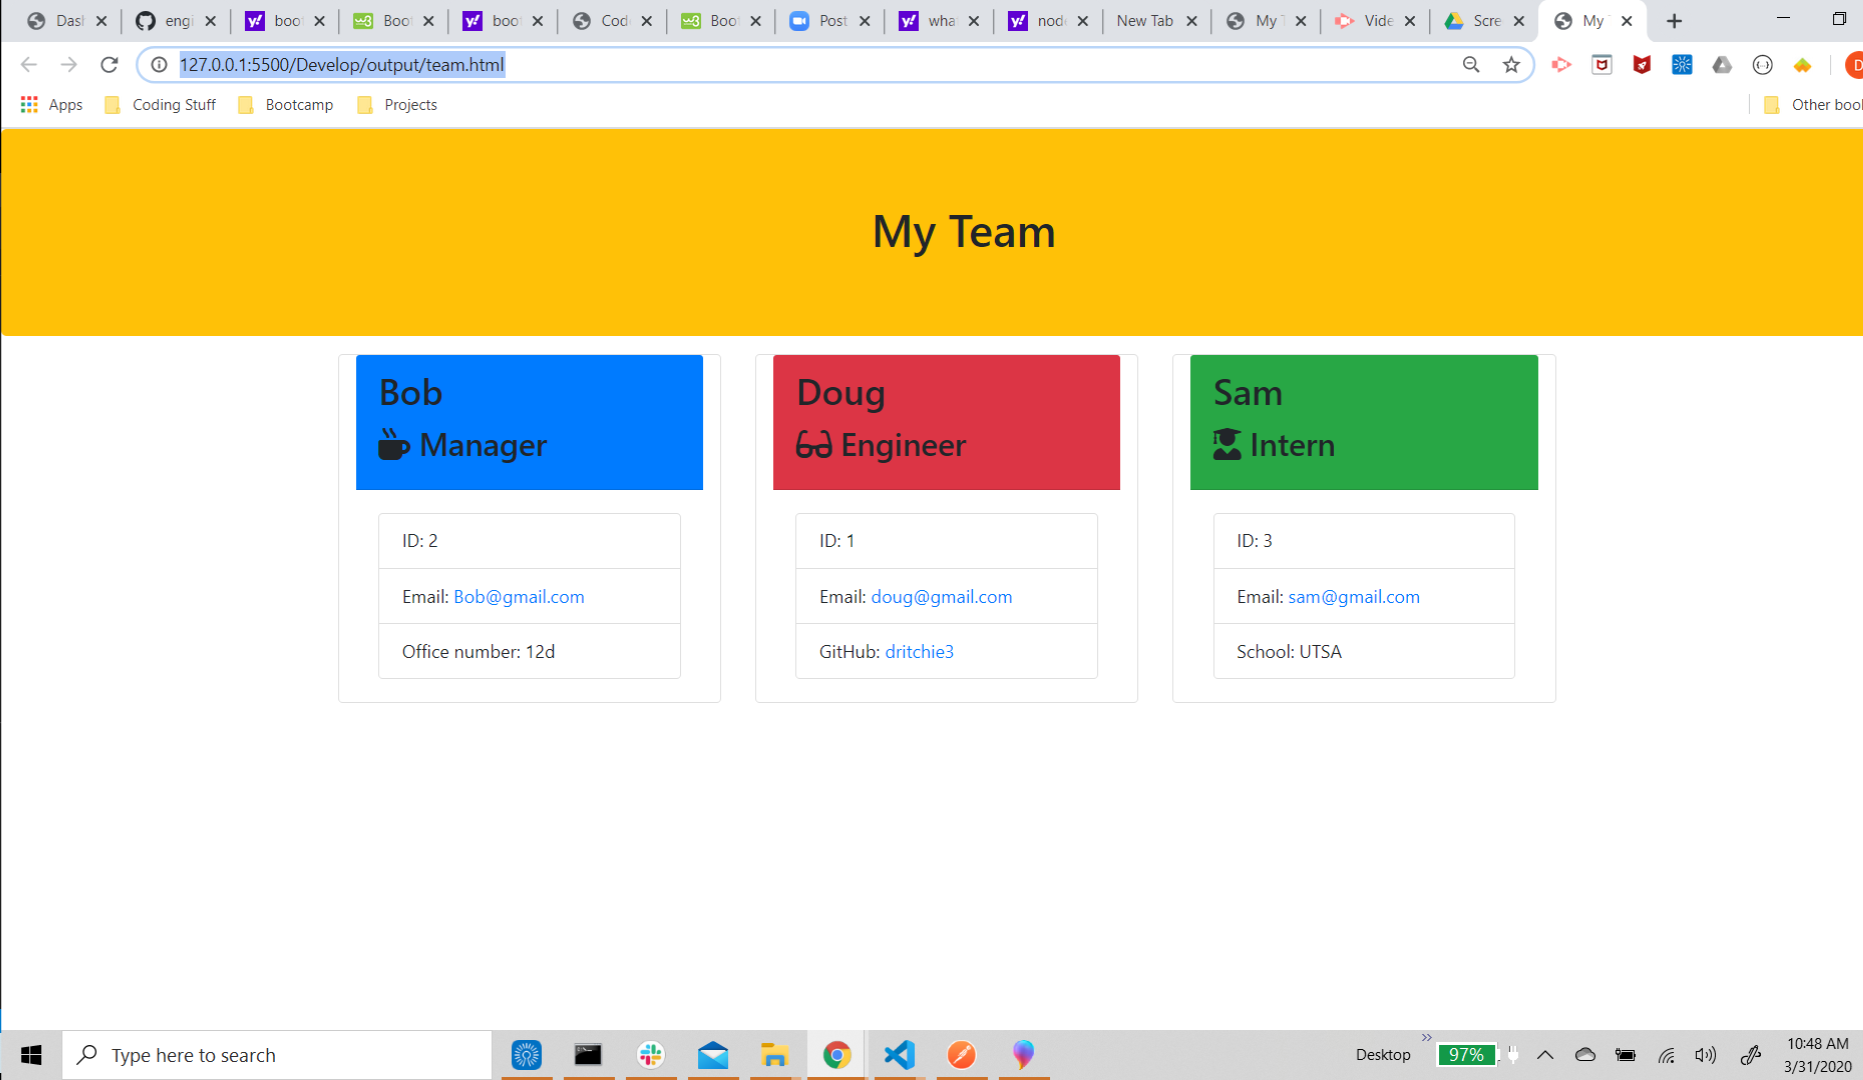 Das engi boo Boo boo Cod Boo Post wha nod New Tab My Vide Scre My
127.0.0.1:5500/Develop/output/team.html
Apps Coding Stuff Bootcamp Projects Other boo
My Team
Bob
Manager
ID: 2
Email: Bob@gmail.com
Office number: 12d
Doug
Engineer
ID: 1
Email: doug@gmail.com
GitHub: dritchie3
Sam
Intern
ID: 3
Email: sam@gmail.com
School: UTSA
Type here to search
Desktop
97%
10:48 AM
3/31/2020